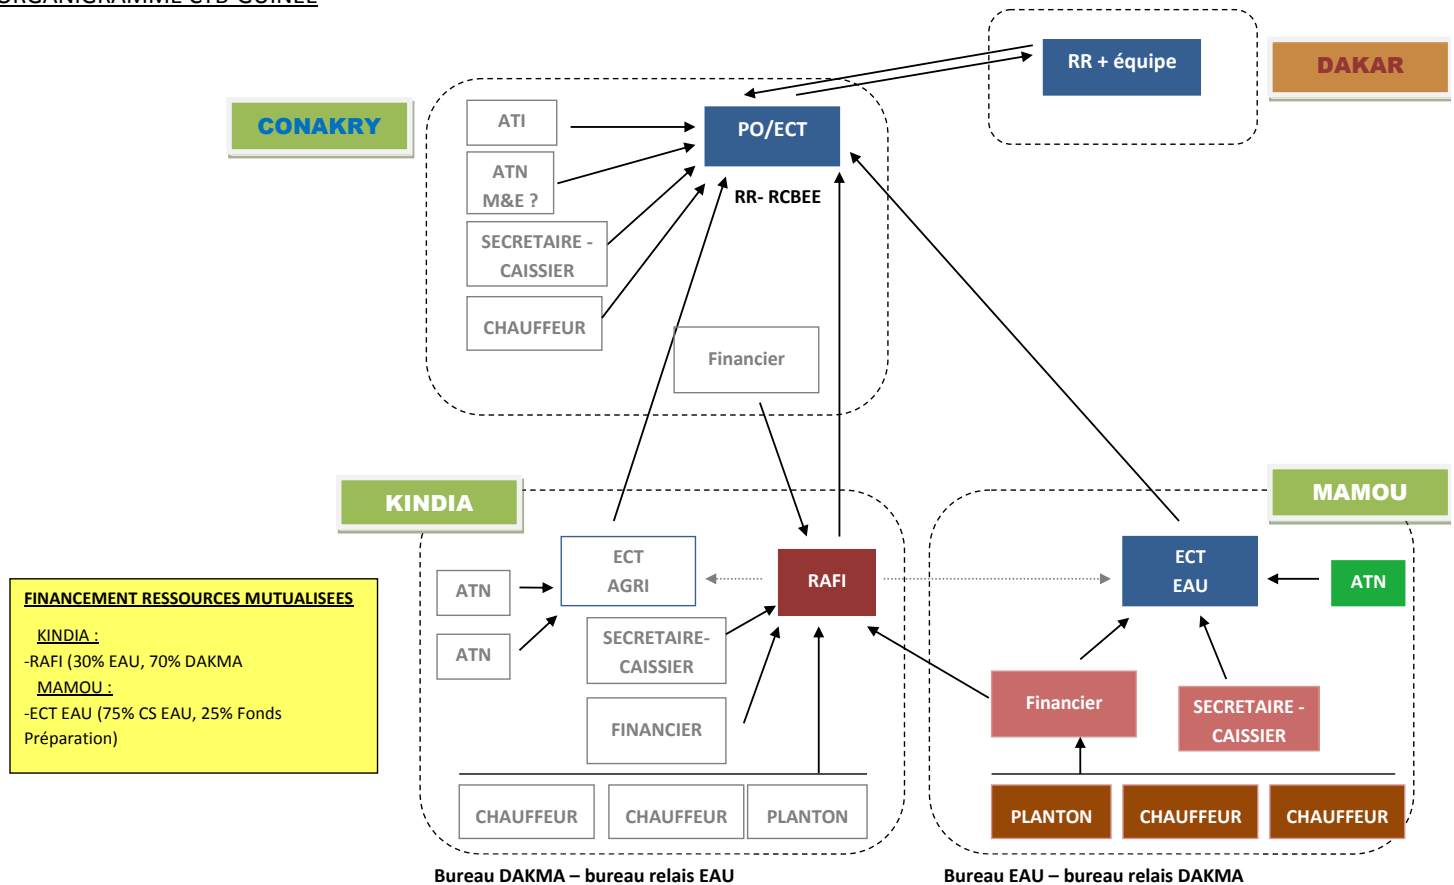 ORGANIGRAMME CTB GUINEE
RR + équipe
DAKAR
CONAKRY
ATI
PO/ECT
ATN
M&E ?
RR- RCBEE
SECRETAIRE -
CAISSIER
CHAUFFEUR
Financier
KINDIA
MAMOU
ECT
AGRI
RAFI
ECT
EAU
ATN
ATN
ATN
SECRETAIRE-
CAISSIER
FINANCIER
Financier
SECRETAIRE -
CAISSIER
CHAUFFEUR
CHAUFFEUR
PLANTON
PLANTON
CHAUFFEUR
CHAUFFEUR
Bureau DAKMA – bureau relais EAU
Bureau EAU – bureau relais DAKMA
FINANCEMENT RESSOURCES MUTUALISEES
KINDIA :
-RAFI (30% EAU, 70% DAKMA
MAMOU :
-ECT EAU (75% CS EAU, 25% Fonds
Préparation)